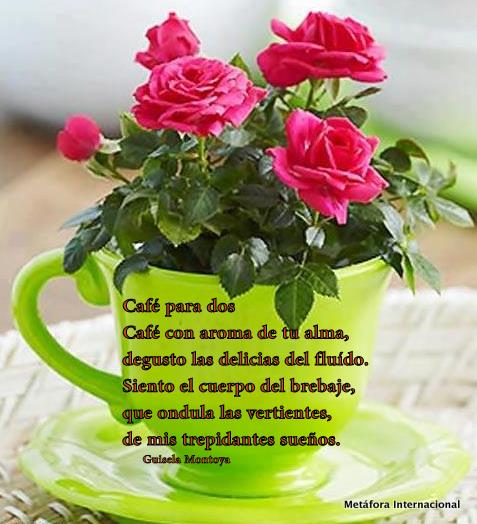 Café para dos
Café con aroma de tu alma,
degusto las delicias del fluído.
Siento el cuerpo del brebaje,
que ondula las vertientes,
de mis trepidantes sueños.
Guisela Montoya
Metáfora Internacional